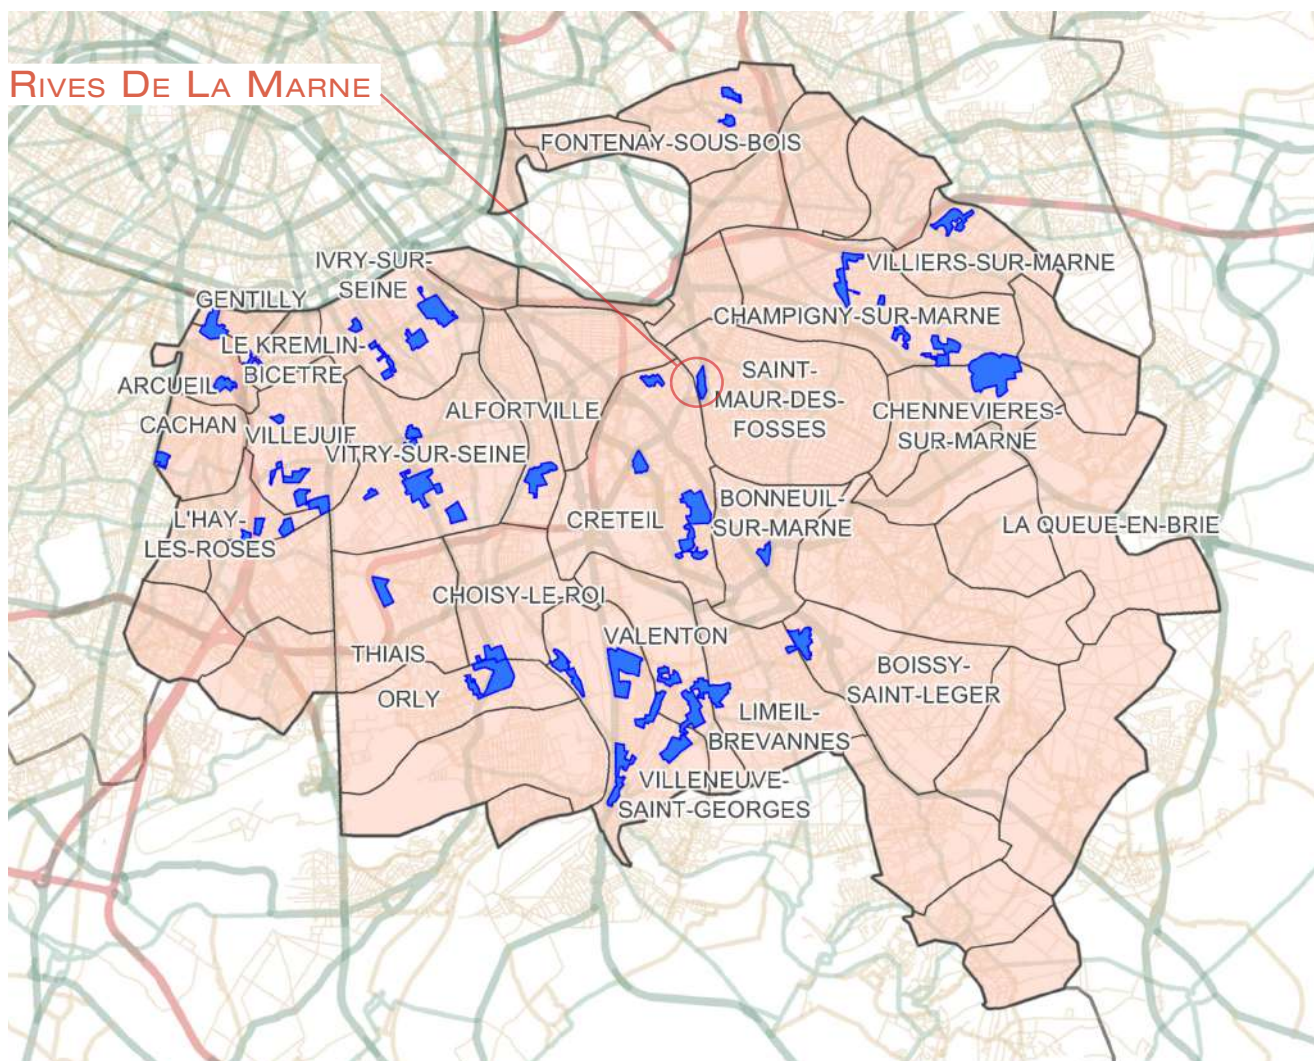 RIVES DE LA MARNE
FONTENAY-SOUS-BOIS
IVRY-SUR-
SEINE
VILLIERS-SUR-MARNE
GENTILLY
CHAMPIGNY-SUR-MARNE
LE KREMLIN-
BICETRE
ARCUEIL
SAINT-
MAUR-DES-
FOSSES
CACHAN
ALFORTVILLE
CHENNEVIERES-
SUR-MARNE
VILLEJUIF
VITRY-SUR-SEINE
L'HAY-
LES-ROSES
CRETEIL
BONNEUIL-
SUR-MARNE
LA QUEUE-EN-BRIE
CHOISY-LE-ROI
THIAIS
VALENTON
BOISSY-
SAINT-LEGER
ORLY
LIMEIL-
BREVANNES
VILLENEUVE-
SAINT-GEORGES